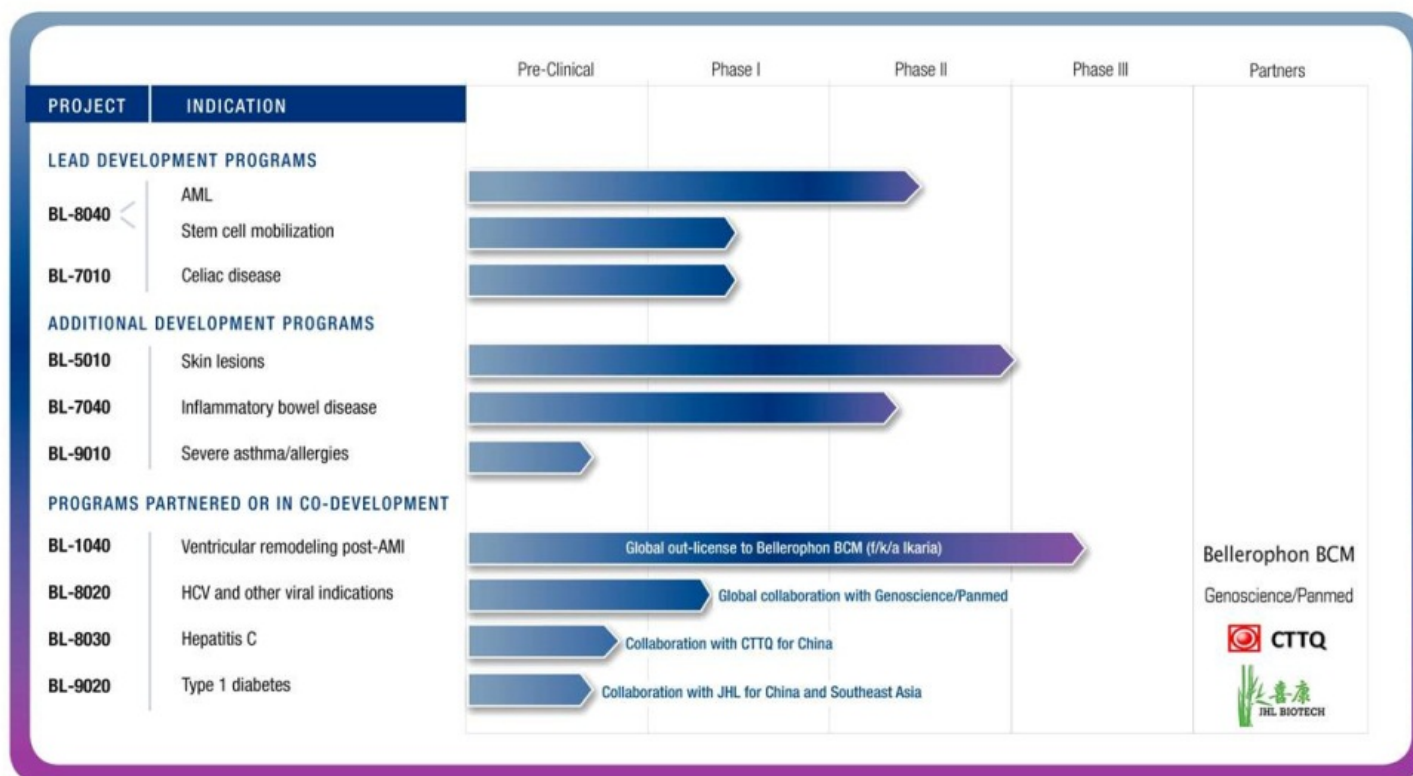 Pre-Clinical Phase I Phase II Phase III Partners
PROJECT INDICATION
LEAD DEVELOPMENT PROGRAMS
BL-8040 AML
Stem cell mobilization
BL-7010 Celiac disease
ADDITIONAL DEVELOPMENT PROGRAMS
BL-5010 Skin lesions
BL-7040 Inflammatory bowel disease
BL-9010 Severe asthma/allergies
PROGRAMS PARTNERED OR IN CO-DEVELOPMENT
BL-1040 Ventricular remodeling post-AMI Global out-license to Bellerophon BCM (f/k/a Ikaria) Bellerophon BCM
BL-8020 HCV and other viral indications Global collaboration with Genoscience/Panmed Genoscience/Panmed
BL-8030 Hepatitis C Collaboration with CTTQ for China CTTQ
BL-9020 Type 1 diabetes Collaboration with JHL for China and Southeast Asia 喜康
JHL BIOTECH